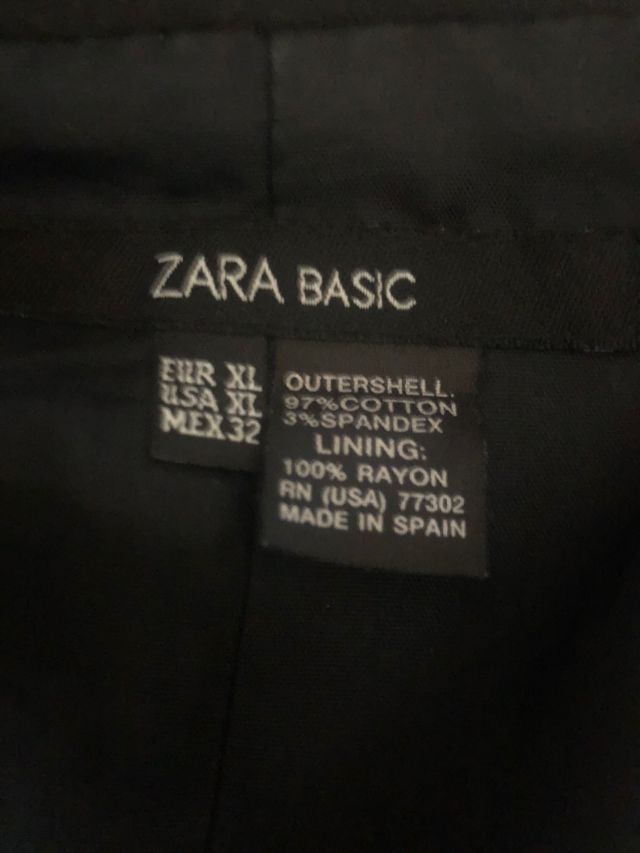 ZARA BASIC
EUR XL
USA XL
MEX 32
OUTERSHELL:
97%COTTON
3%SPANDEX
LINING:
100% RAYON
RN (USA) 77302
MADE IN SPAIN